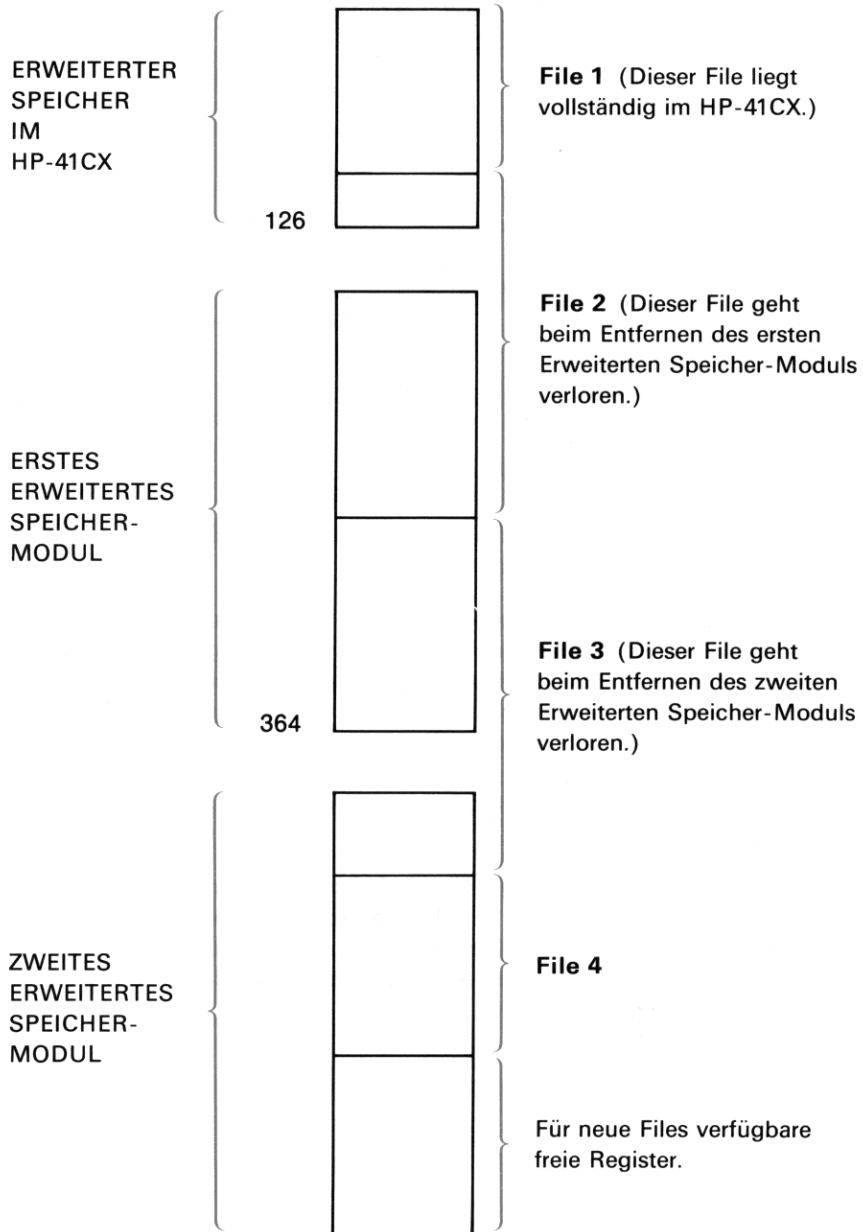 ERWEITERTER
SPEICHER
IM
HP-41CX
File 1 (Dieser File liegt
vollständig im HP-41CX.)
126
File 2 (Dieser File geht
beim Entfernen des ersten
Erweiterten Speicher-Moduls
verloren.)
ERSTES
ERWEITERTES
SPEICHER-
MODUL
File 3 (Dieser File geht
beim Entfernen des zweiten
Erweiterten Speicher-Moduls
verloren.)
364
ZWEITES
ERWEITERTES
SPEICHER-
MODUL
File 4
Für neue Files verfügbare
freie Register.